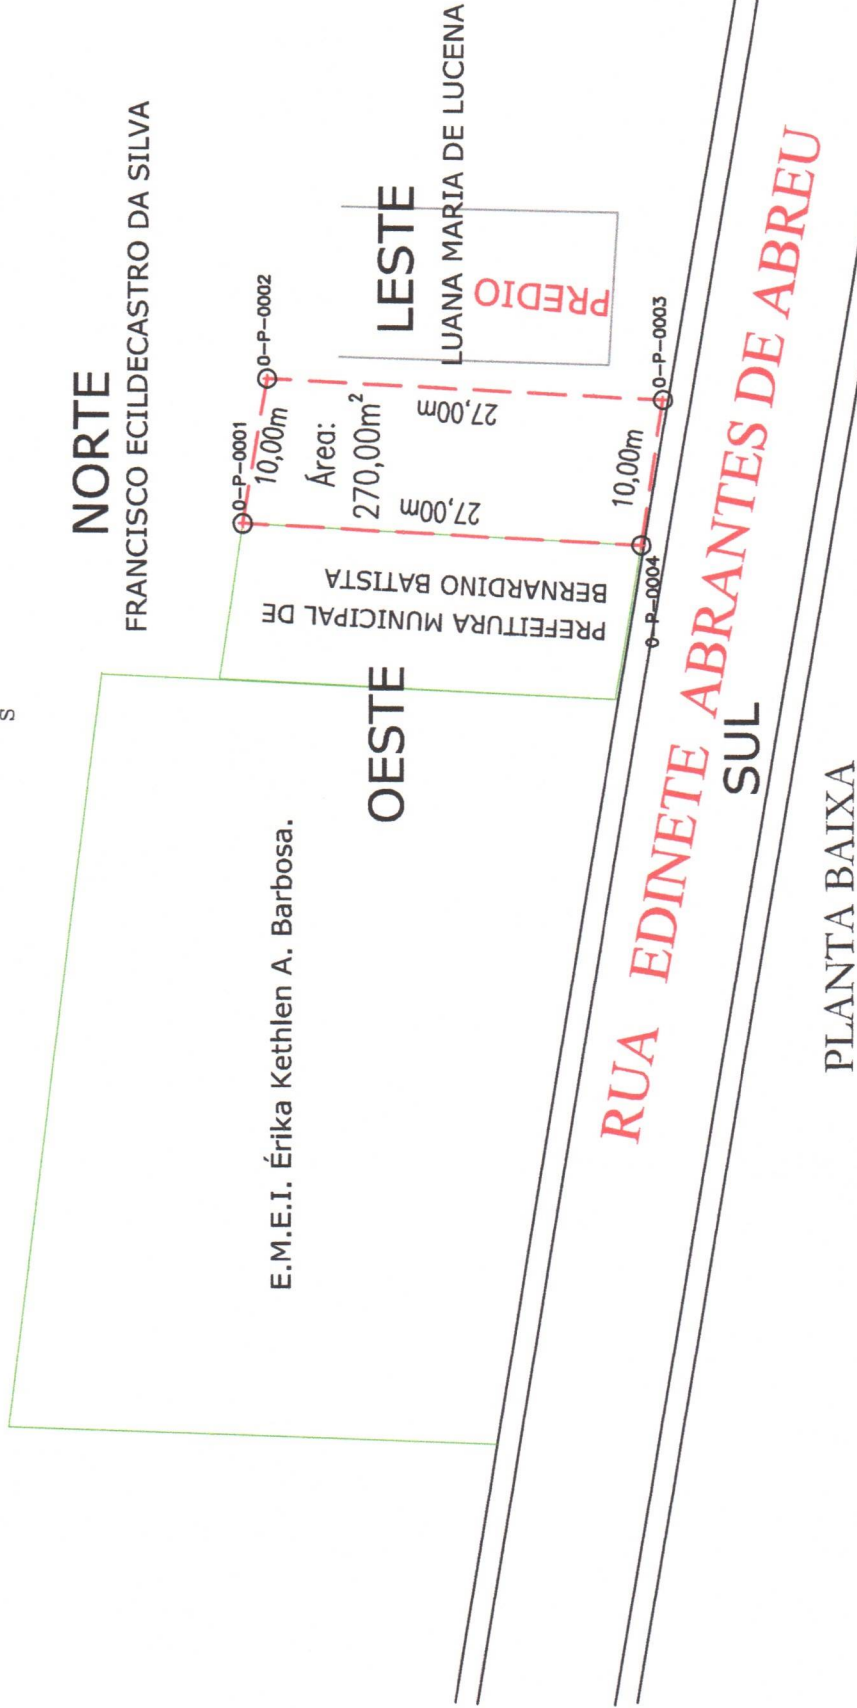 S
NORTE
FRANCISCO ECILDECASTRO DA SILVA
0-P-0001
0-P-0002
10,00m
Área:
270,00m²
27,00m
27,00m
10,00m
0-P-0003
0-P-0004
LESTE
LUANA MARIA DE LUCENA
PREDIO
PREFEITURA MUNICIPAL DE
BERNARDINO BATISTA
OESTE
E.M.E.I. Érika Kethlen A. Barbosa.
RUA EDINETE ABRANTES DE ABREU
SUL
PLANTA BAIXA